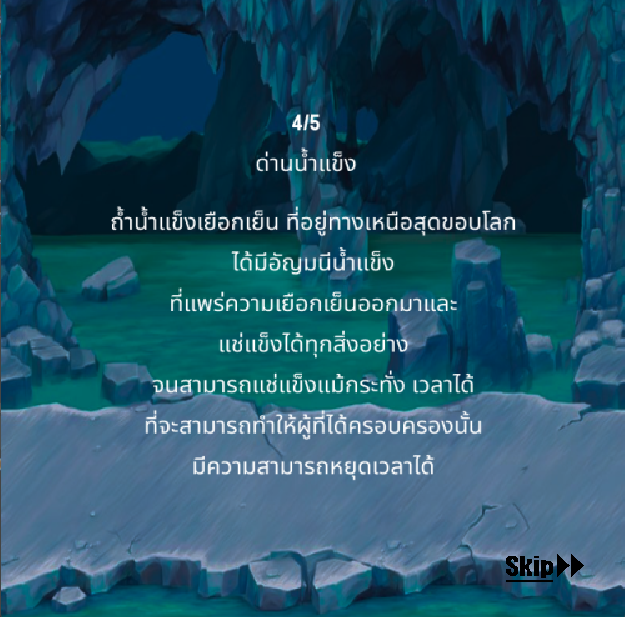 4/5
ด่านน้ำแข็ง
ถ้ำน้ำแข็งเยือกเย็น ที่อยู่ทางเหนือสุดขอบโลก
ได้มีอัญมนีน้ำแข็ง
ที่แพร่ความเยือกเย็นออกมาและ
แช่แข็งได้ทุกสิ่งอย่าง
จนสามารถแช่แข็งแม้กระทั่ง เวลาได้
ที่จะสามารถทำให้ผู้ที่ได้ครอบครองนั้น
มีความสามารถหยุดเวลาได้
Skip